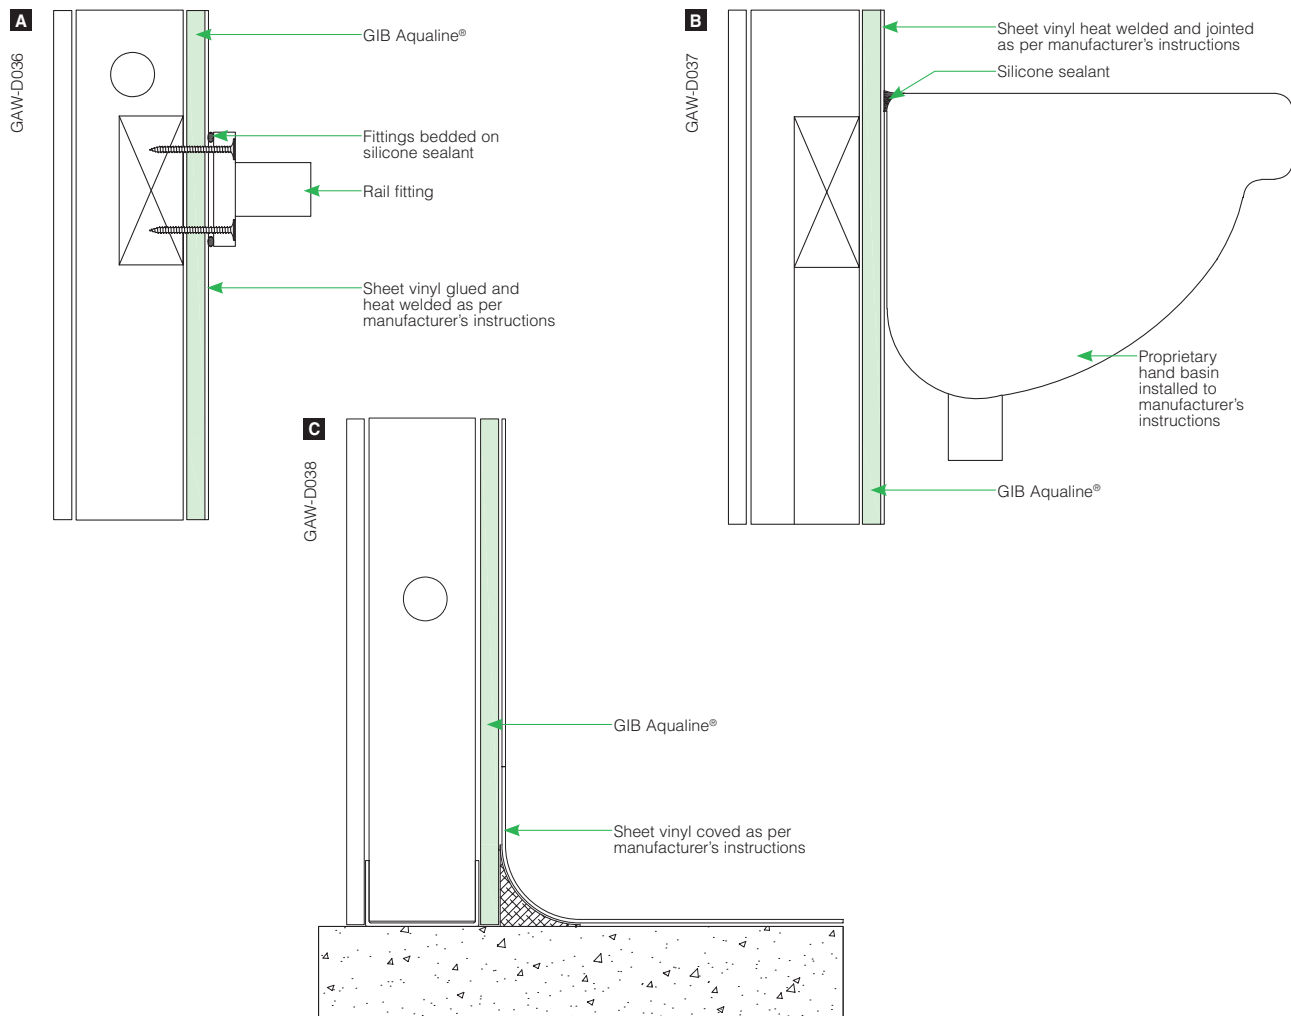 A
GAW-D036
GIB Aqualine®
Fittings bedded on
silicone sealant
Rail fitting
Sheet vinyl glued and
heat welded as per
manufacturer's instructions
B
GAW-D037
Sheet vinyl heat welded and jointed
as per manufacturer's instructions
Silicone sealant
Proprietary
hand basin
installed to
manufacturer's
instructions
GIB Aqualine®
C
GAW-D038
GIB Aqualine®
Sheet vinyl coved as per
manufacturer's instructions